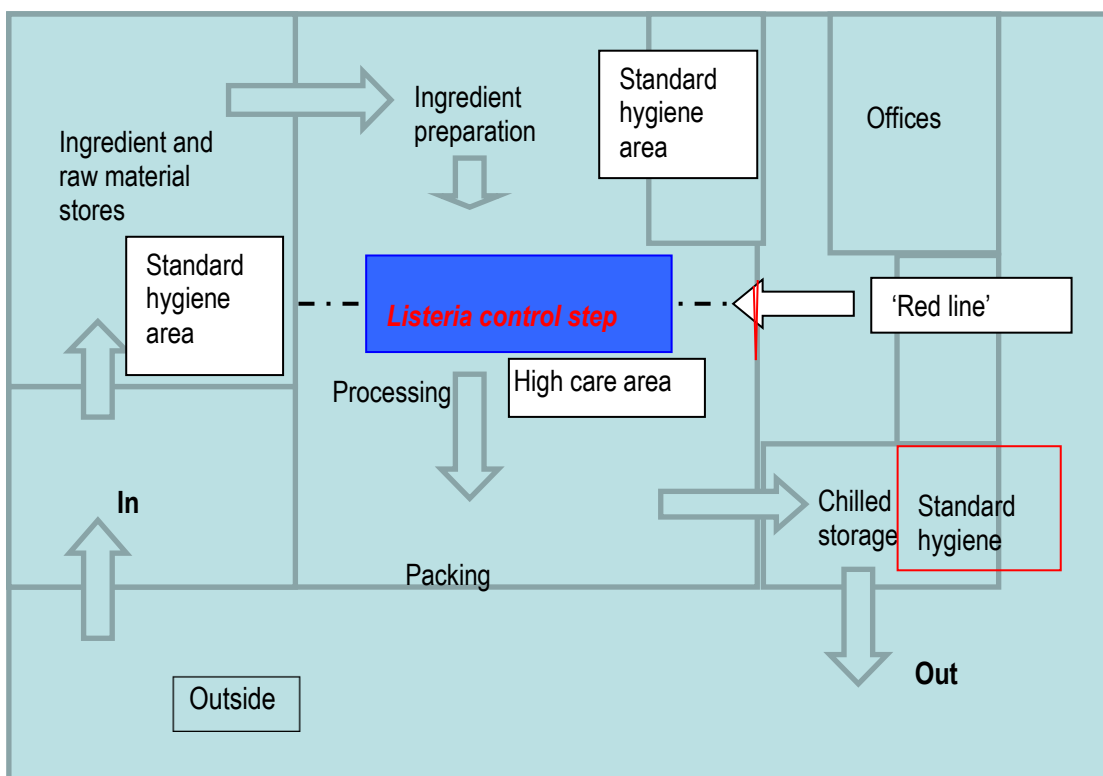 Ingredient and
raw material
stores
Standard
hygiene
area
Ingredient
preparation
Standard
hygiene
area
Offices
Listeria control step
‘Red line’
Processing
High care area
In
Packing
Chilled
storage
Standard
hygiene
Out
Outside